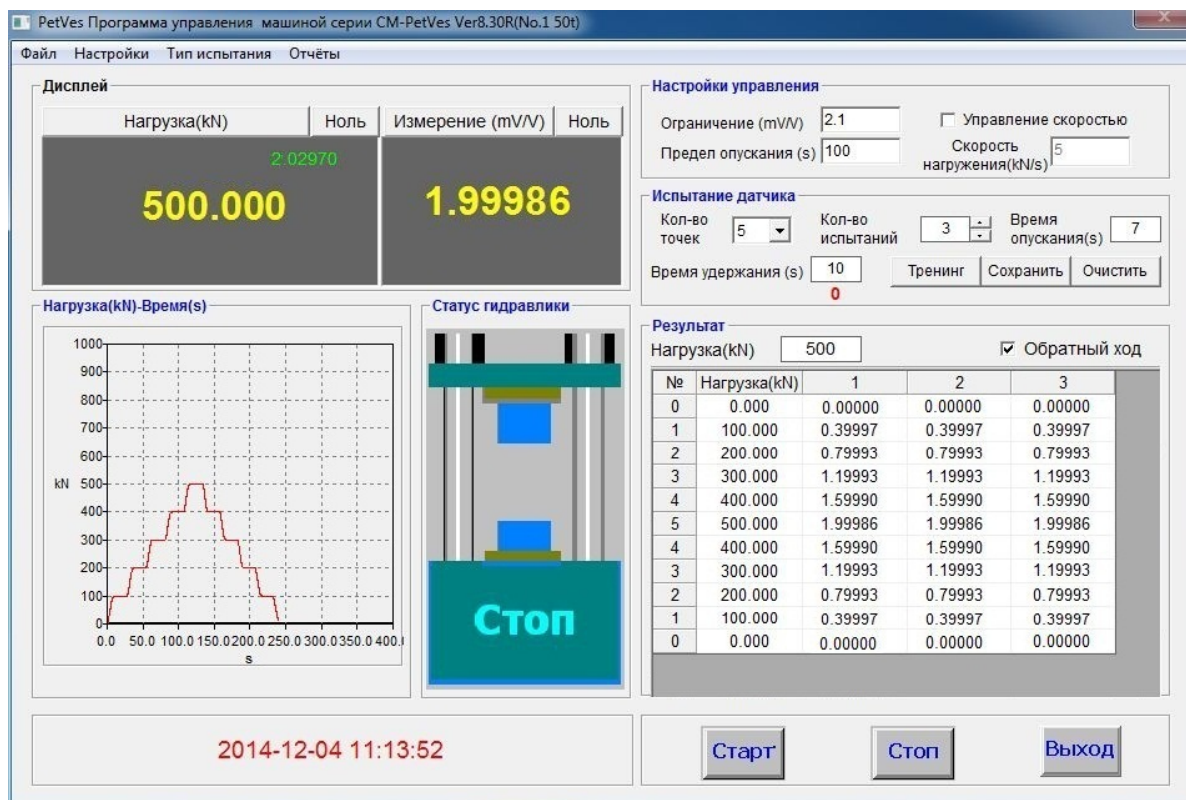 PetVes Программа управления машиной серии CM-PetVes Ver8.30R(No.1 50t)
Файл Настройки Тип испытания Отчёты
Дисплей
Нагрузка(kN) Ноль Измерение (mV/V) Ноль
2.02970
500.000 1.99986
Настройки управления
Ограничение (mV/V) 2.1 Управление скоростью
Предел опускания (s) 100 Скорость нагружения(kN/s) 5
Испытание датчика
Кол-во точек 5 Кол-во испытаний 3 Время опускания(s) 7
Время удержания (s) 10 Тренинг Сохранить Очистить
0
Нагрузка(kN)-Время(s)
1000
900
800
700
600
kN 500
400
300
200
100
0
0.0 50.0 100.0 150.0 200.0 250.0 300.0 350.0 400.
s
Статус гидравлики
Стоп
Результат
Нагрузка(kN) 500 Обратный ход
№ Нагрузка(kN) 1 2 3
0 0.000 0.00000 0.00000 0.00000
1 100.000 0.39997 0.39997 0.39997
2 200.000 0.79993 0.79993 0.79993
3 300.000 1.19993 1.19993 1.19993
4 400.000 1.59990 1.59990 1.59990
5 500.000 1.99986 1.99986 1.99986
4 400.000 1.59990 1.59990 1.59990
3 300.000 1.19993 1.19993 1.19993
2 200.000 0.79993 0.79993 0.79993
1 100.000 0.39997 0.39997 0.39997
0 0.000 0.00000 0.00000 0.00000
2014-12-04 11:13:52
Старт Стоп Выход